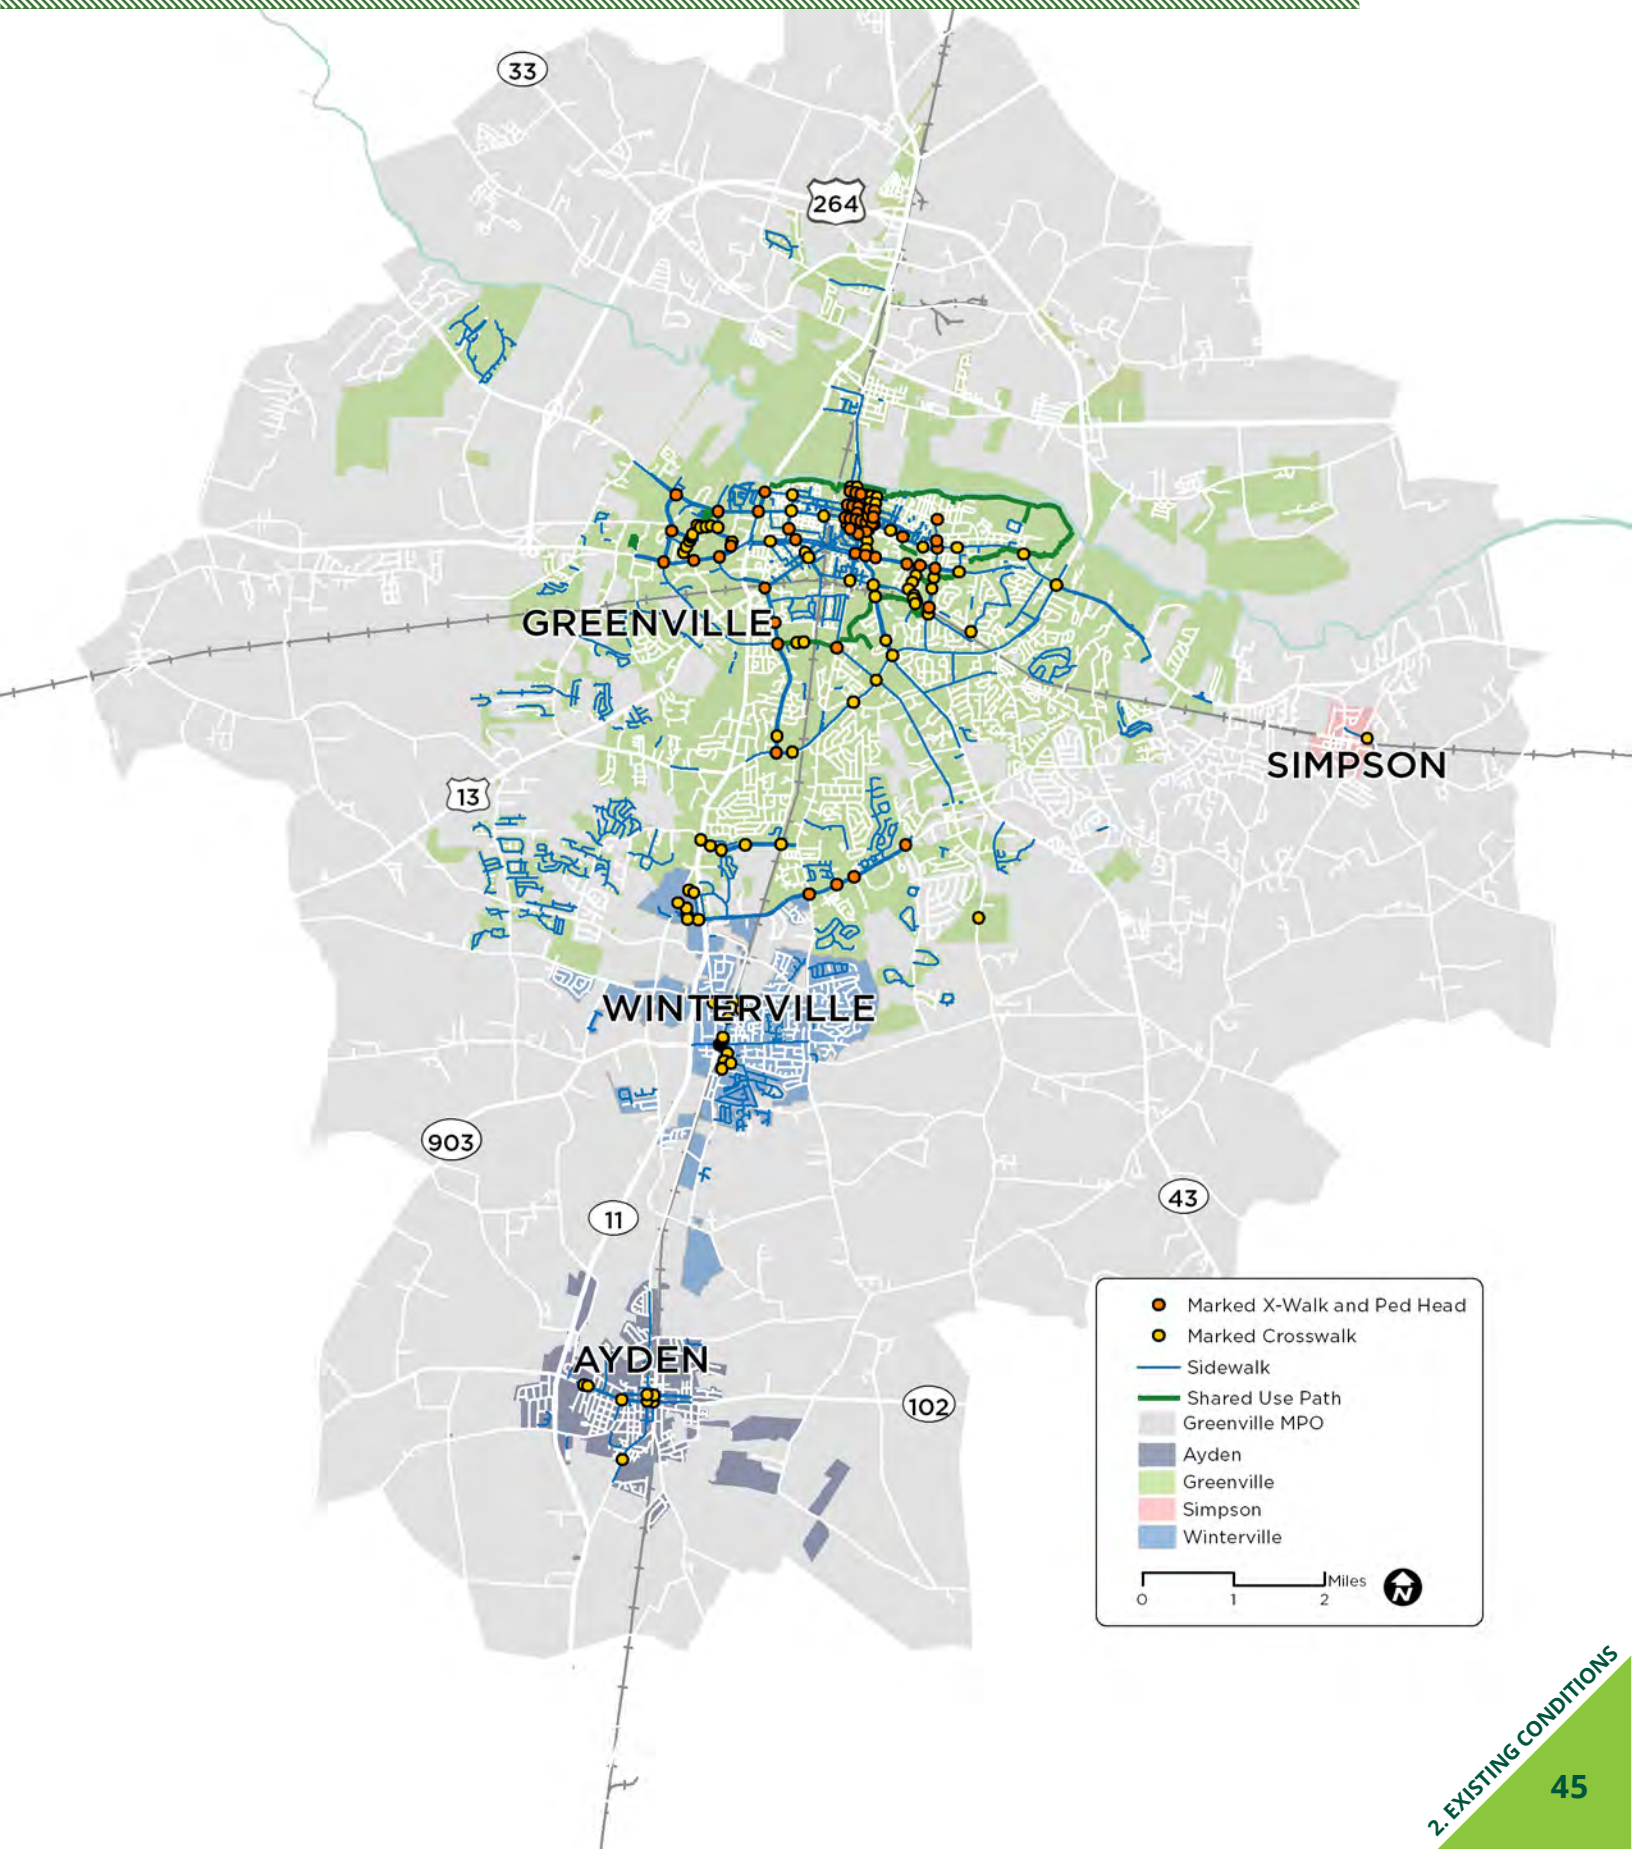 33
264
GREENVILLE
SIMPSON
13
WINTERVILLE
903
11
43
AYDEN
102
Marked X-Walk and Ped Head
Marked Crosswalk
Sidewalk
Shared Use Path
Greenville MPO
Ayden
Greenville
Simpson
Winterville
Miles
0 1 2
N
2. EXISTING CONDITIONS
45